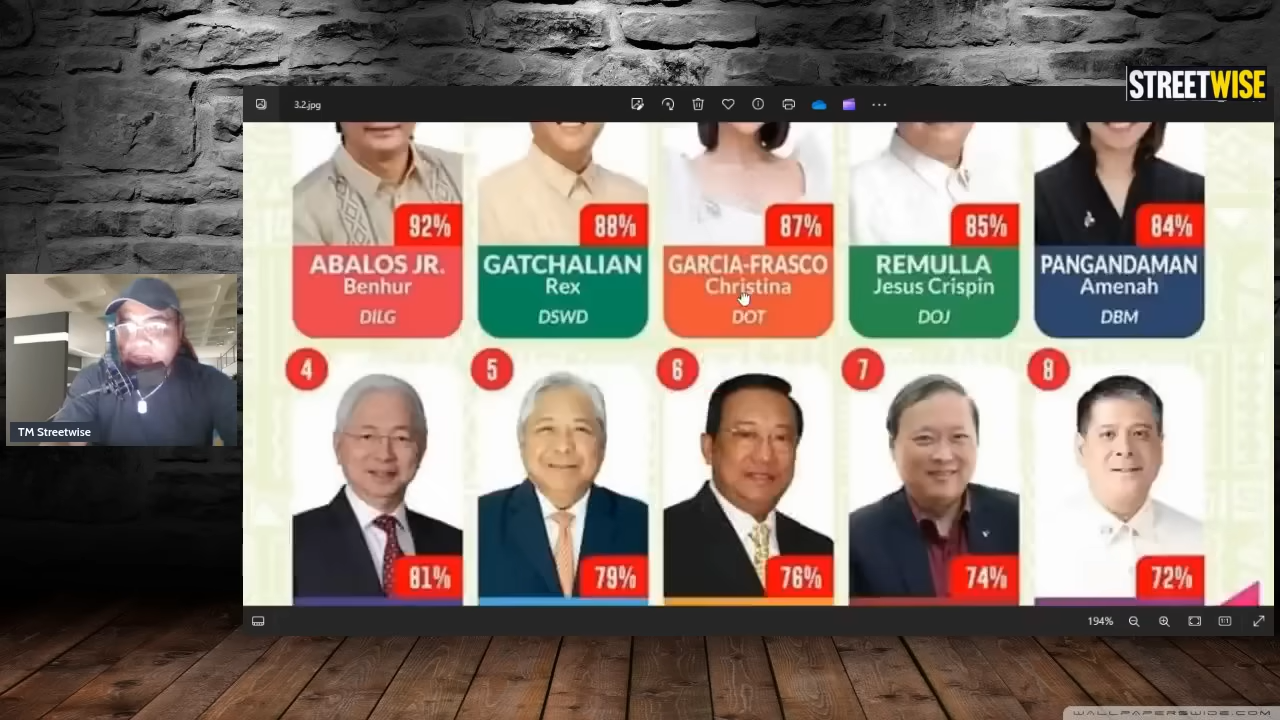 STREETWISE
3.2.jpg
92%
88%
87%
85%
84%
ABALOS JR.
Benhur
DILG
GATCHALIAN
Rex
DSWD
GARCIA-FRASCO
Christina
DOT
REMULLA
Jesus Crispin
DOJ
PANGANDAMAN
Amenah
DBM
4
5
6
7
8
TM Streetwise
81%
79%
76%
74%
72%
194%
WALLPAPERSWIDE.COM